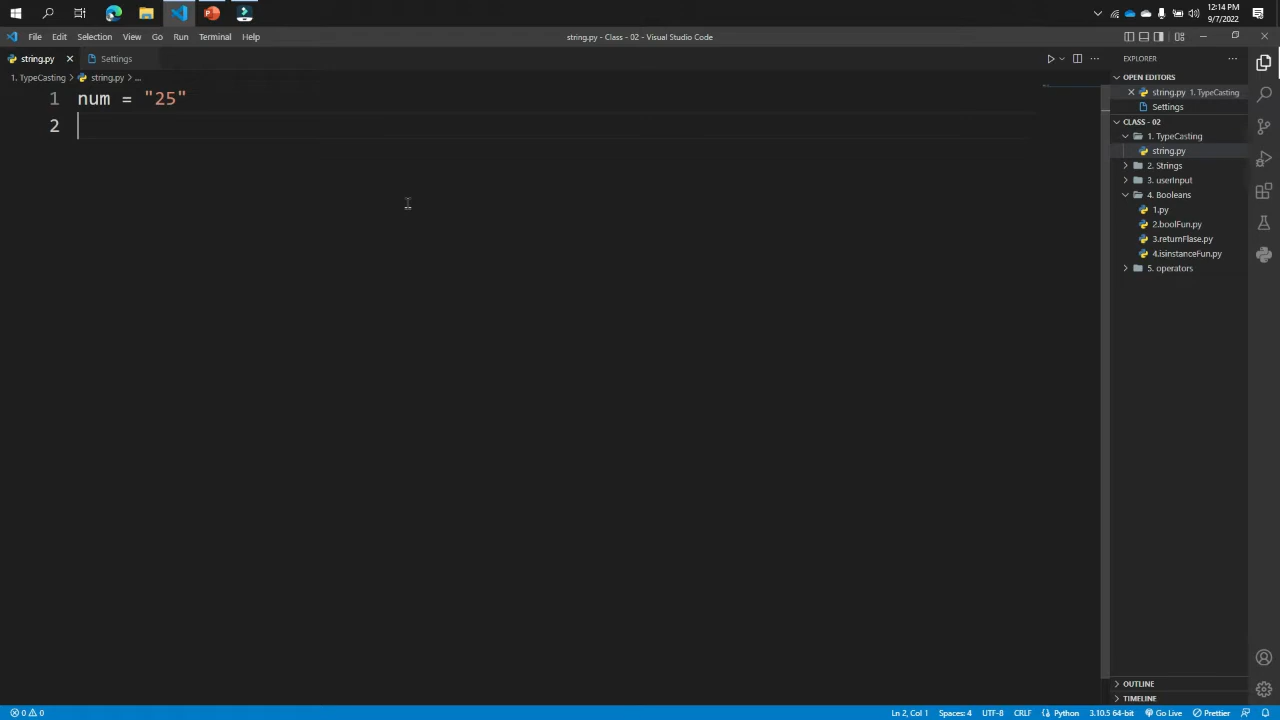 12:14 PM
9/7/2022
File Edit Selection View Go Run Terminal Help
string.py - Class - 02 - Visual Studio Code
string.py
Settings
1. TypeCasting > string.py > ...
1 num = "25"
2
EXPLORER
OPEN EDITORS
string.py 1. TypeCasting
Settings
CLASS - 02
1. TypeCasting
string.py
2. Strings
3. userInput
4. Booleans
1.py
2.boolFun.py
3.returnFlase.py
4.isinstanceFun.py
5. operators
OUTLINE
TIMELINE
0 0
Ln 2, Col 1 Spaces: 4 UTF-8 CRLF Python 3.10.5 64-bit Go Live Prettier